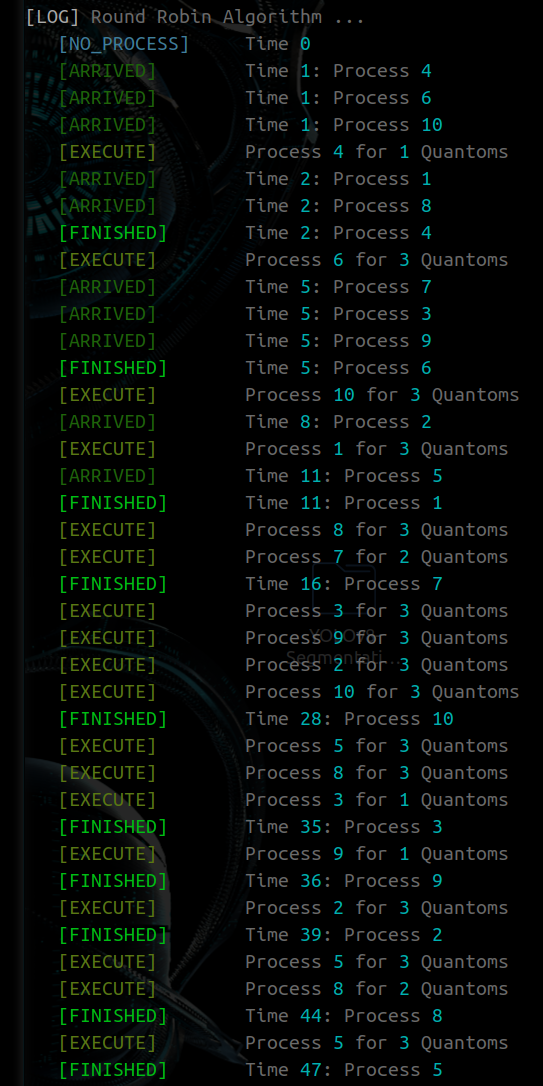 [LOG] Round Robin Algorithm ...
[NO_PROCESS] Time 0
[ARRIVED] Time 1: Process 4
[ARRIVED] Time 1: Process 6
[ARRIVED] Time 1: Process 10
[EXECUTE] Process 4 for 1 Quantoms
[ARRIVED] Time 2: Process 1
[ARRIVED] Time 2: Process 8
[FINISHED] Time 2: Process 4
[EXECUTE] Process 6 for 3 Quantoms
[ARRIVED] Time 5: Process 7
[ARRIVED] Time 5: Process 3
[ARRIVED] Time 5: Process 9
[FINISHED] Time 5: Process 6
[EXECUTE] Process 10 for 3 Quantoms
[ARRIVED] Time 8: Process 2
[EXECUTE] Process 1 for 3 Quantoms
[ARRIVED] Time 11: Process 5
[FINISHED] Time 11: Process 1
[EXECUTE] Process 8 for 3 Quantoms
[EXECUTE] Process 7 for 2 Quantoms
[FINISHED] Time 16: Process 7
[EXECUTE] Process 3 for 3 Quantoms
[EXECUTE] Process 9 for 3 Quantoms
[EXECUTE] Process 2 for 3 Quantoms
[EXECUTE] Process 10 for 3 Quantoms
[FINISHED] Time 28: Process 10
[EXECUTE] Process 5 for 3 Quantoms
[EXECUTE] Process 8 for 3 Quantoms
[EXECUTE] Process 3 for 1 Quantoms
[FINISHED] Time 35: Process 3
[EXECUTE] Process 9 for 1 Quantoms
[FINISHED] Time 36: Process 9
[EXECUTE] Process 2 for 3 Quantoms
[FINISHED] Time 39: Process 2
[EXECUTE] Process 5 for 3 Quantoms
[EXECUTE] Process 8 for 2 Quantoms
[FINISHED] Time 44: Process 8
[EXECUTE] Process 5 for 3 Quantoms
[FINISHED] Time 47: Process 5